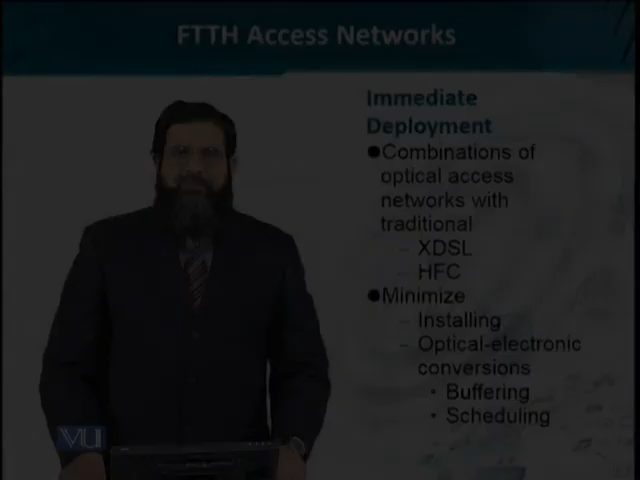 FTTH Access Networks
Immediate
Deployment
●Combinations of
optical access
networks with
traditional
– XDSL
– HFC
●Minimize
– Installing
– Optical-electronic
conversions
• Buffering
• Scheduling
VU